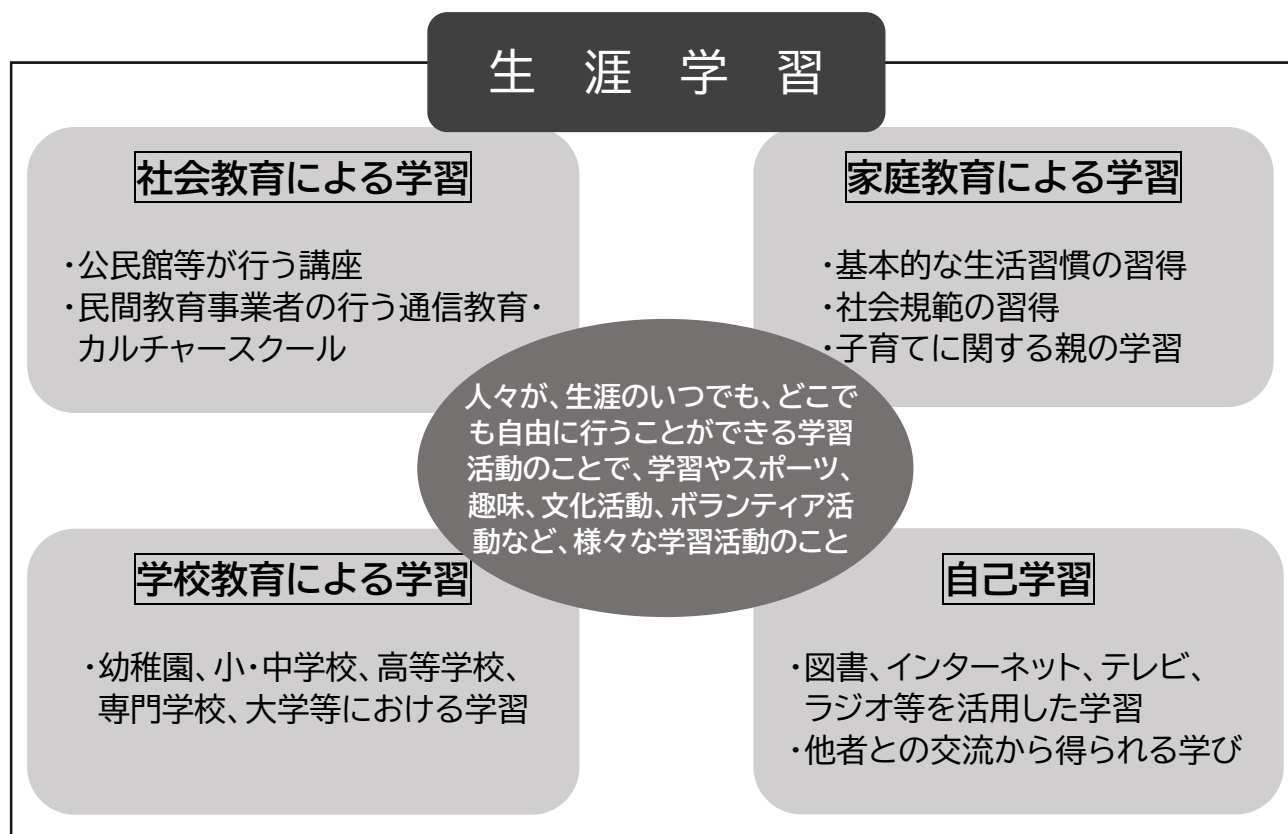 生 涯 学 習
社会教育による学習
・公民館等が行う講座
・民間教育事業者の行う通信教育・
カルチャースクール
家庭教育による学習
・基本的な生活習慣の習得
・社会規範の習得
・子育てに関する親の学習
人々が、生涯のいつでも、どこで
も自由に行うことができる学習
活動のことで、学習やスポーツ、
趣味、文化活動、ボランティア活
動など、様々な学習活動のこと
学校教育による学習
・幼稚園、小・中学校、高等学校、
専門学校、大学等における学習
自己学習
・図書、インターネット、テレビ、
ラジオ等を活用した学習
・他者との交流から得られる学び